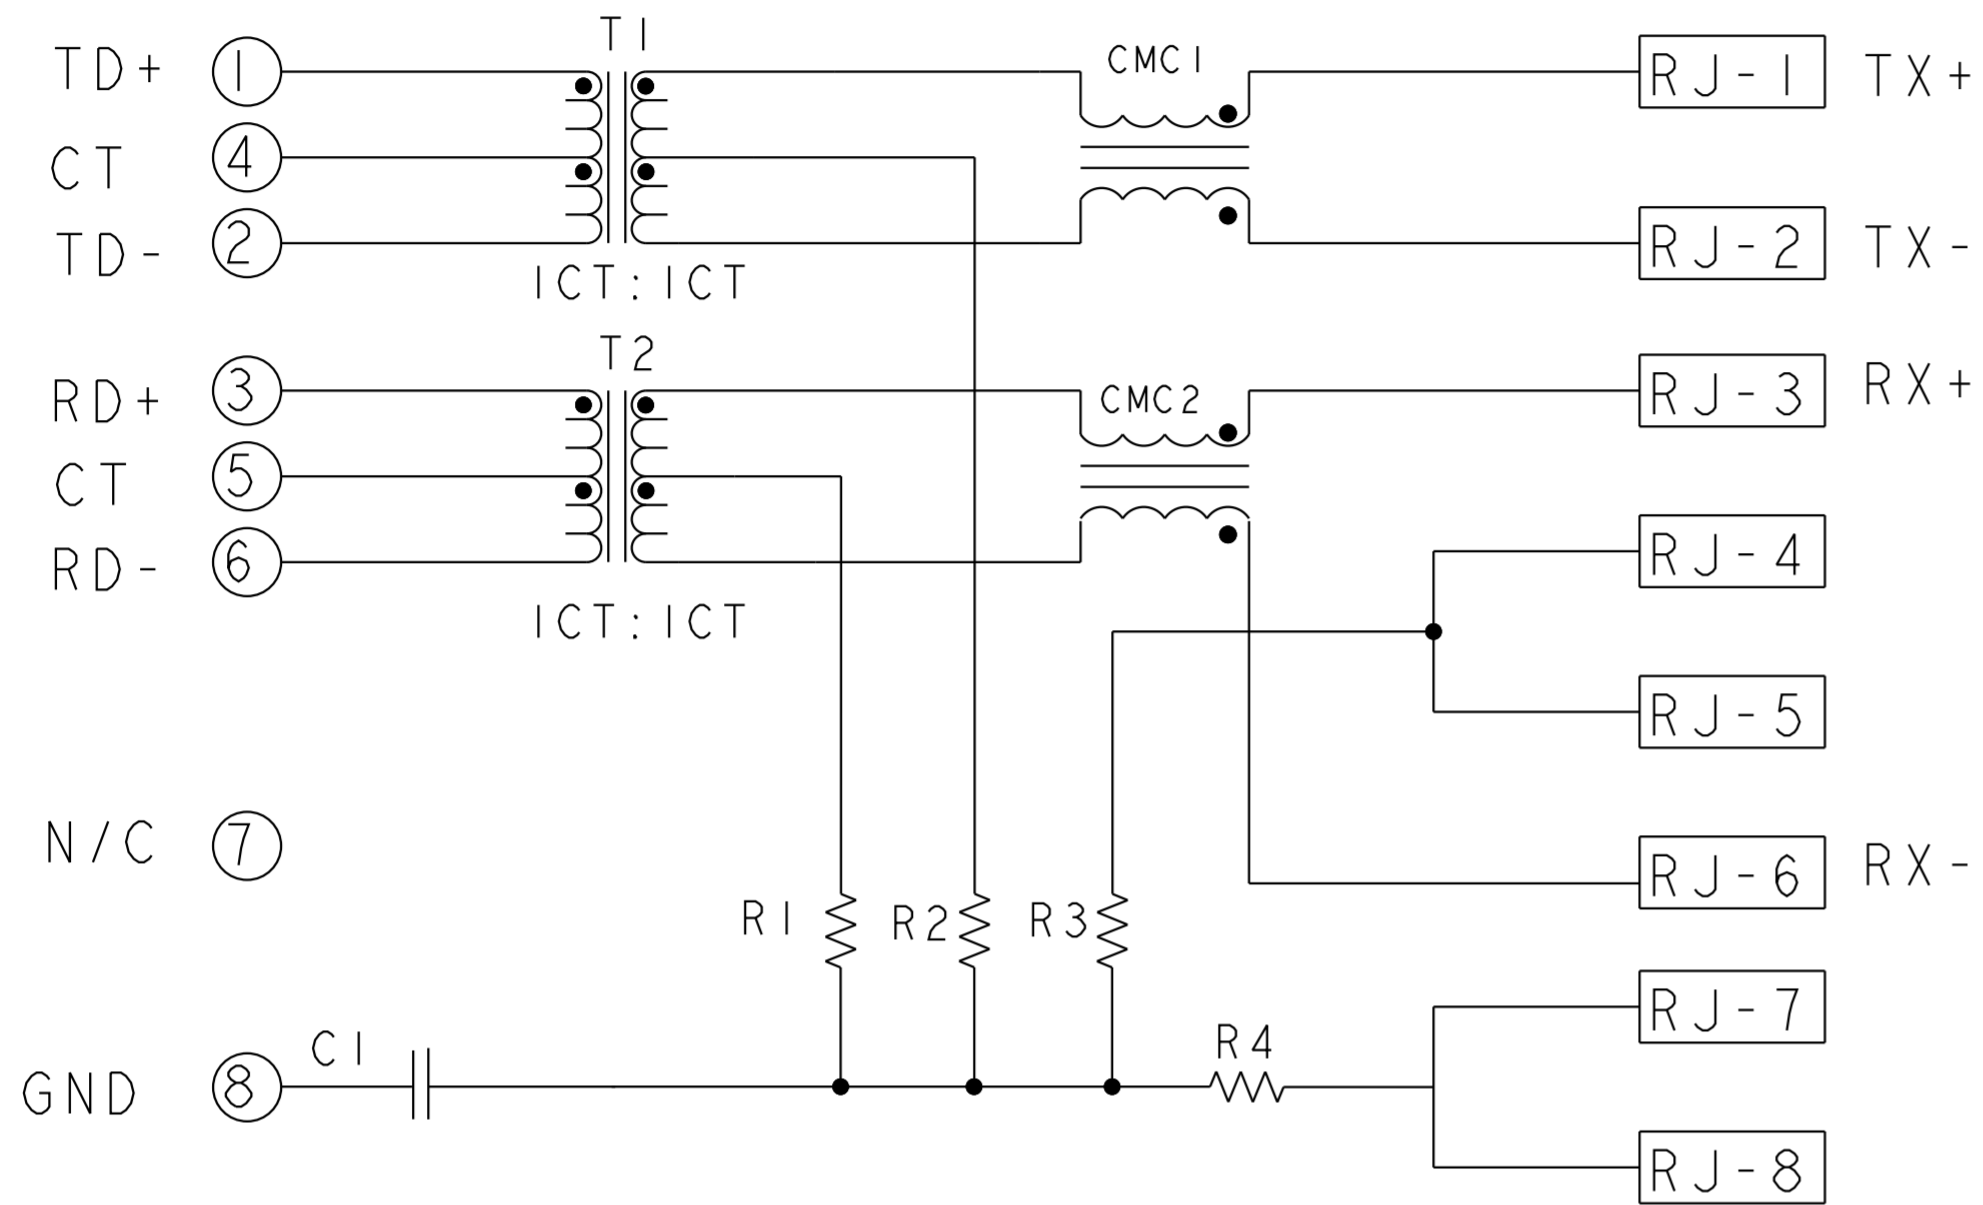 T1
TD+ 1 CMC1 RJ-1 TX+
CT 4
TD- 2 RJ-2 TX-
1CT:1CT
T2
RD+ 3 CMC2 RJ-3 RX+
CT 5
RD- 6 RJ-4
1CT:1CT
RJ-5
N/C 7 RJ-6 RX-
R1 R2 R3
RJ-7
C1 R4
GND 8
RJ-8